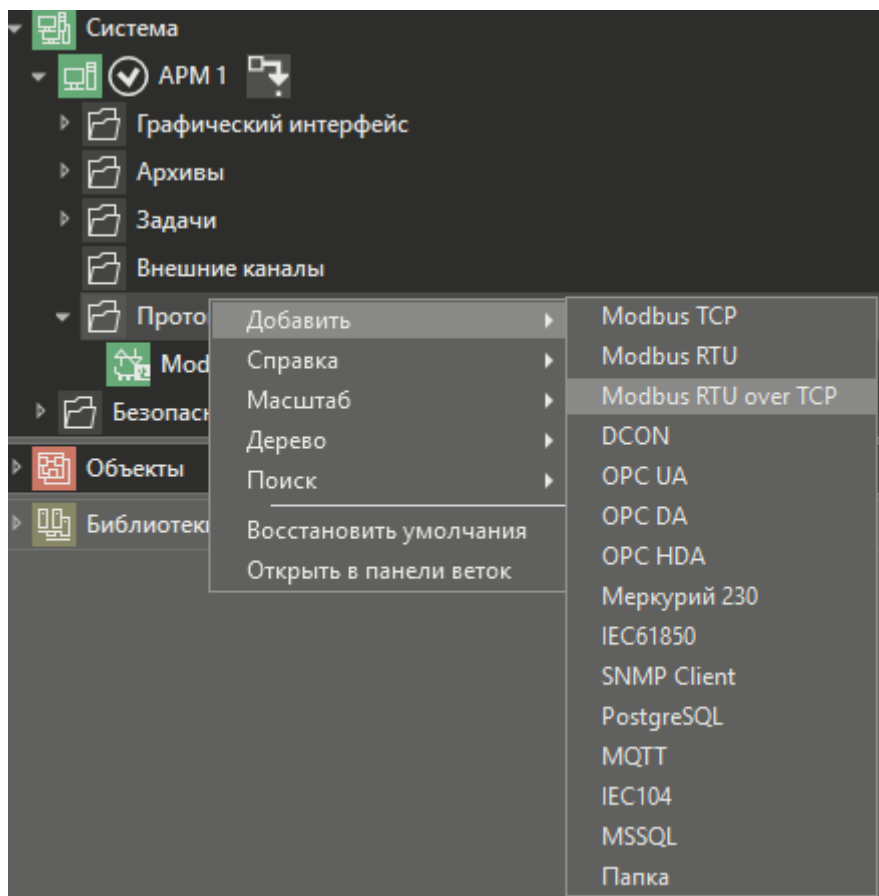 Система
АРМ 1
Графический интерфейс
Архивы
Задачи
Внешние каналы
Прото
Mod
Безопасн
Объекты
Библиотеки
Добавить
Справка
Масштаб
Дерево
Поиск
Восстановить умолчания
Открыть в панели веток
Modbus TCP
Modbus RTU
Modbus RTU over TCP
DCON
OPC UA
OPC DA
OPC HDA
Меркурий 230
IEC61850
SNMP Client
PostgreSQL
MQTT
IEC104
MSSQL
Папка